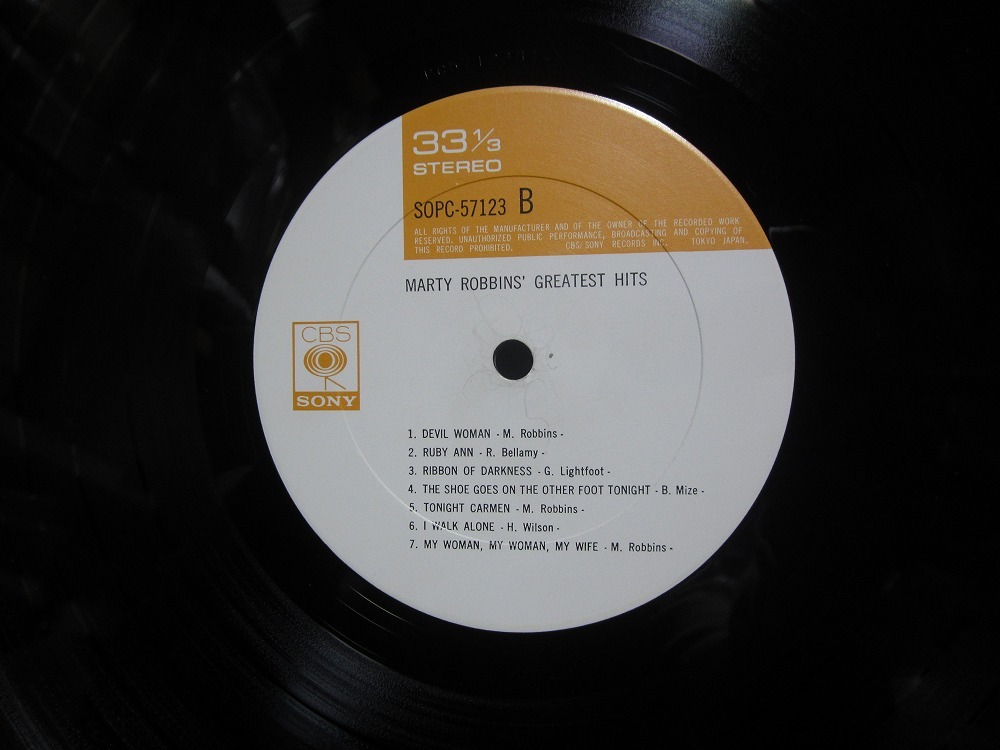 33 1/3
STEREO
SOPC-57123 B
ALL RIGHTS OF THE MANUFACTURER AND OF THE OWNER OF THE RECORDED WORK
RESERVED. UNAUTHORIZED PUBLIC PERFORMANCE, BROADCASTING AND COPYING OF
THIS RECORD PROHIBITED. CBS/SONY RECORDS INC. TOKYO JAPAN.
MARTY ROBBINS' GREATEST HITS
CBS
SONY
1. DEVIL WOMAN - M. Robbins -
2. RUBY ANN - R. Bellamy -
3. RIBBON OF DARKNESS - G. Lightfoot -
4. THE SHOE GOES ON THE OTHER FOOT TONIGHT - B. Mize -
5. TONIGHT CARMEN - M. Robbins -
6. I WALK ALONE - H. Wilson -
7. MY WOMAN, MY WOMAN, MY WIFE - M. Robbins -